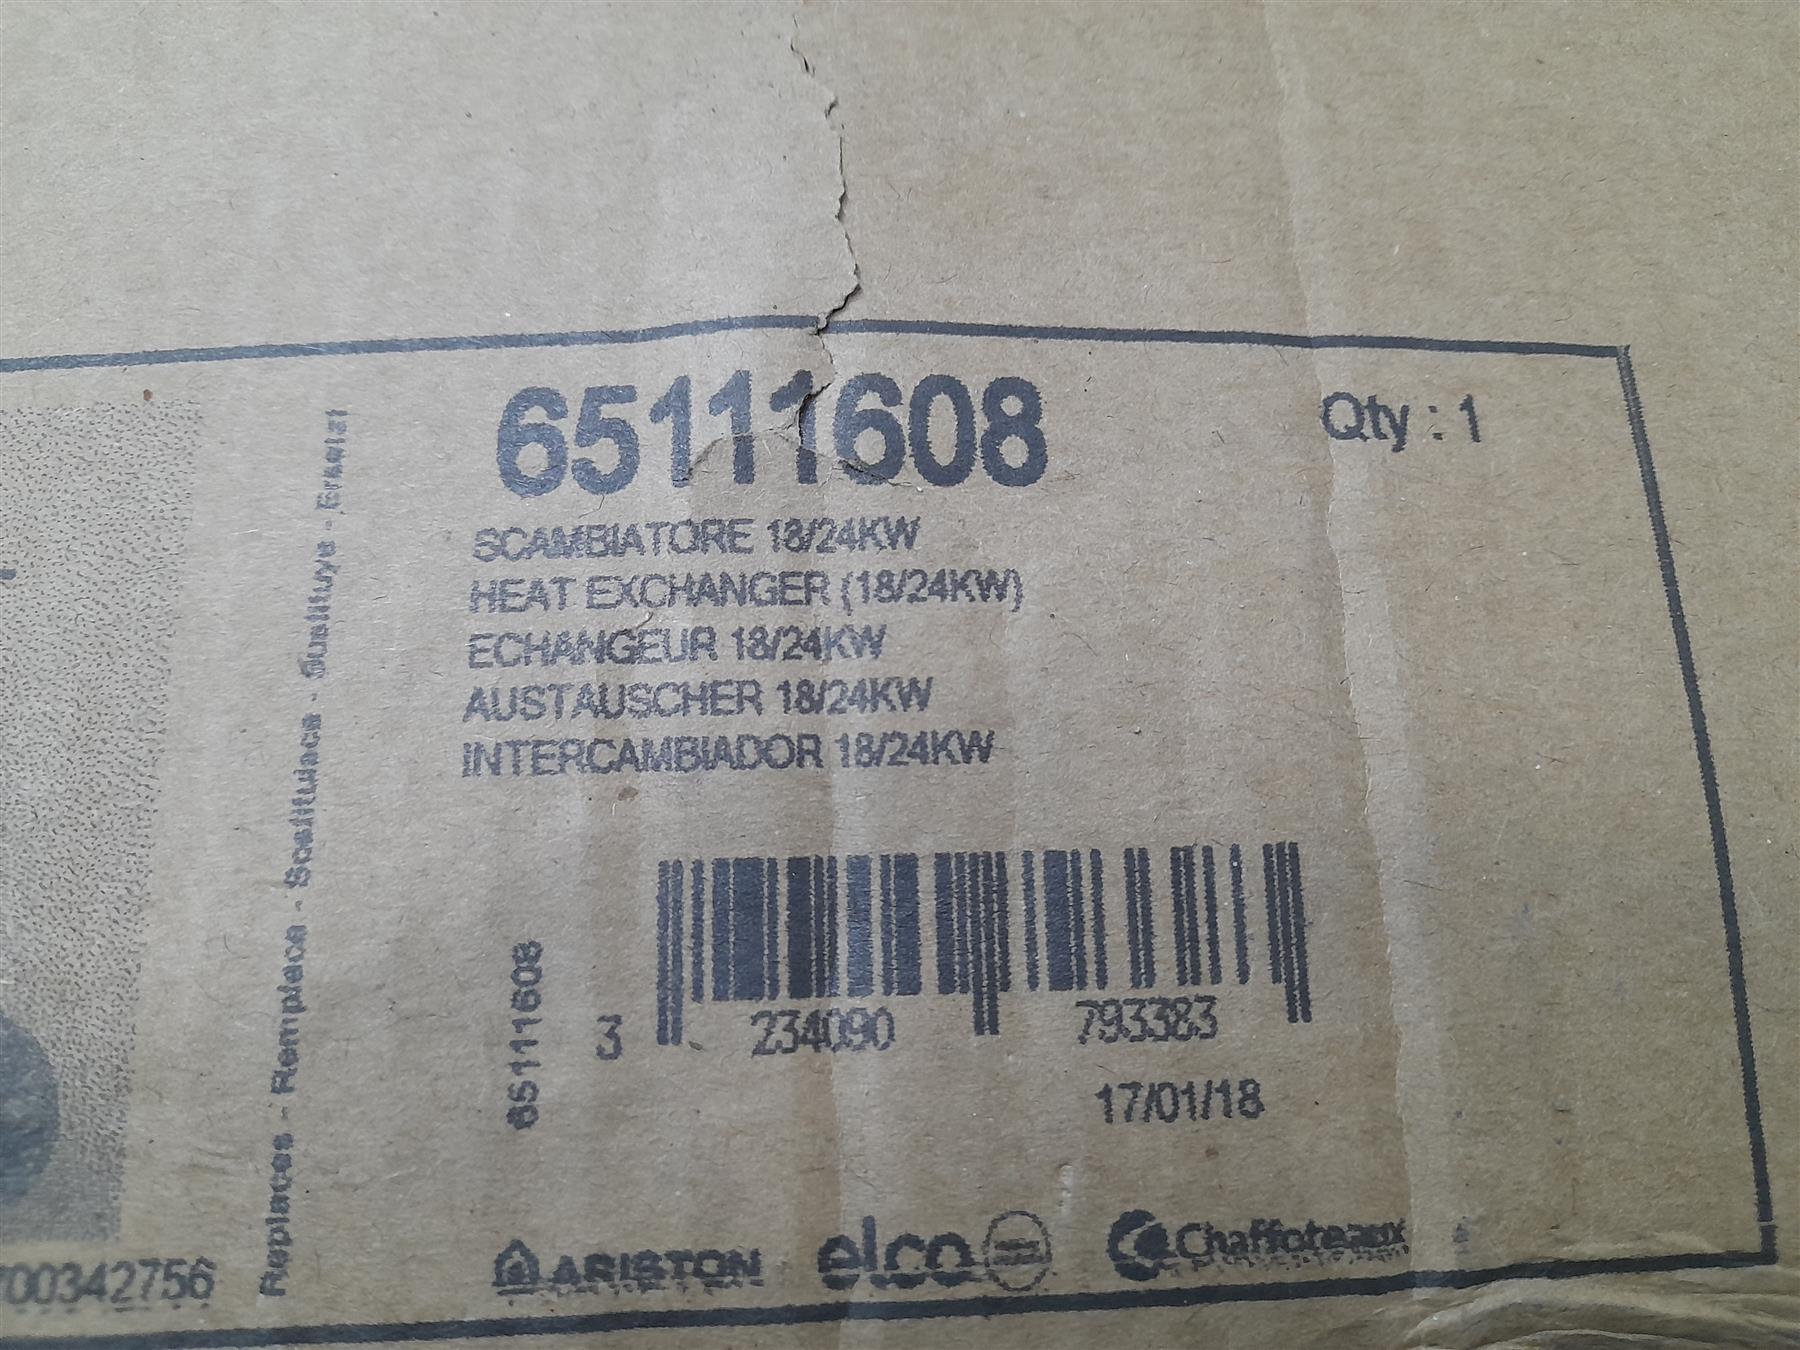 65111608
Qty : 1
SCAMBIATORE 18/24KW
HEAT EXCHANGER (18/24KW)
ECHANGEUR 18/24KW
AUSTAUSCHER 18/24KW
INTERCAMBIADOR 18/24KW
65111608
3 234090 793383
17/01/18
ARISTON
elco
Chaffoteaux
Replaces - Remplace - Sostituisce - Sustituye - Ersetzt
700342756